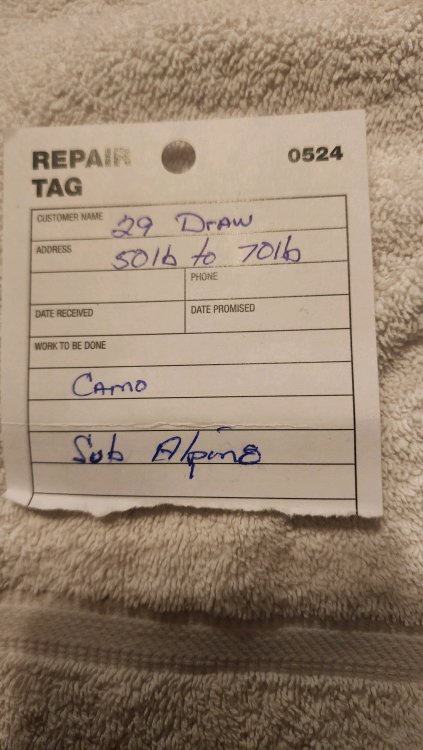 REPAIR
0524
TAG
CUSTOMER NAME 29 Draw
ADDRESS 50lb to 70lb
PHONE
DATE RECEIVED
DATE PROMISED
WORK TO BE DONE
Camo
Sub Alpine